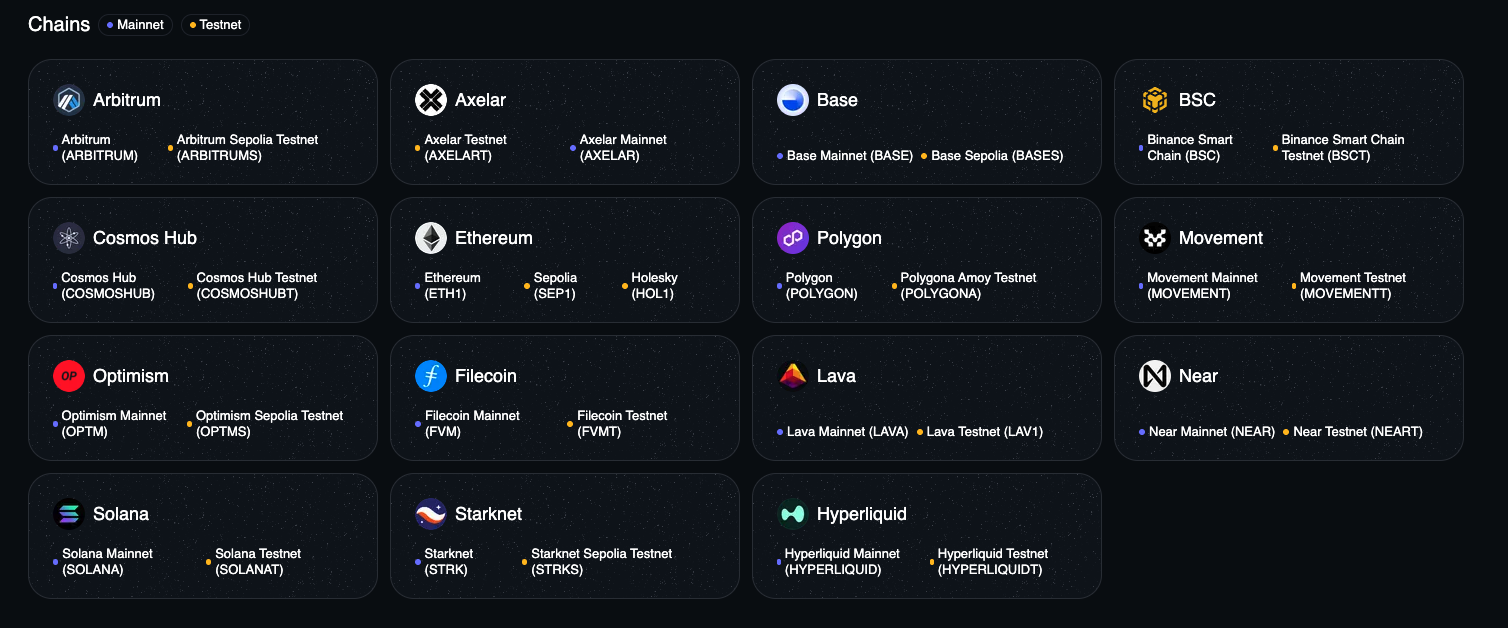 Chains
Mainnet
Testnet
Arbitrum
Arbitrum
(ARBITRUM)
Arbitrum Sepolia Testnet
(ARBITRUMS)
Axelar
Axelar Testnet
(AXELART)
Axelar Mainnet
(AXELAR)
Base
Base Mainnet (BASE)
Base Sepolia (BASES)
BSC
Binance Smart
Chain (BSC)
Binance Smart Chain
Testnet (BSCT)
Cosmos Hub
Cosmos Hub
(COSMOSHUB)
Cosmos Hub Testnet
(COSMOSHUBT)
Ethereum
Ethereum
(ETH1)
Sepolia
(SEP1)
Holesky
(HOL1)
Polygon
Polygon
(POLYGON)
Polygona Amoy Testnet
(POLYGONA)
Movement
Movement Mainnet
(MOVEMENT)
Movement Testnet
(MOVEMENTT)
OP
Optimism
Optimism Mainnet
(OPTM)
Optimism Sepolia Testnet
(OPTMS)
Filecoin
Filecoin Mainnet
(FVM)
Filecoin Testnet
(FVMT)
Lava
Lava Mainnet (LAVA)
Lava Testnet (LAV1)
Near
Near Mainnet (NEAR)
Near Testnet (NEART)
Solana
Solana Mainnet
(SOLANA)
Solana Testnet
(SOLANAT)
Starknet
Starknet
(STRK)
Starknet Sepolia Testnet
(STRKS)
Hyperliquid
Hyperliquid Mainnet
(HYPERLIQUID)
Hyperliquid Testnet
(HYPERLIQUIDT)